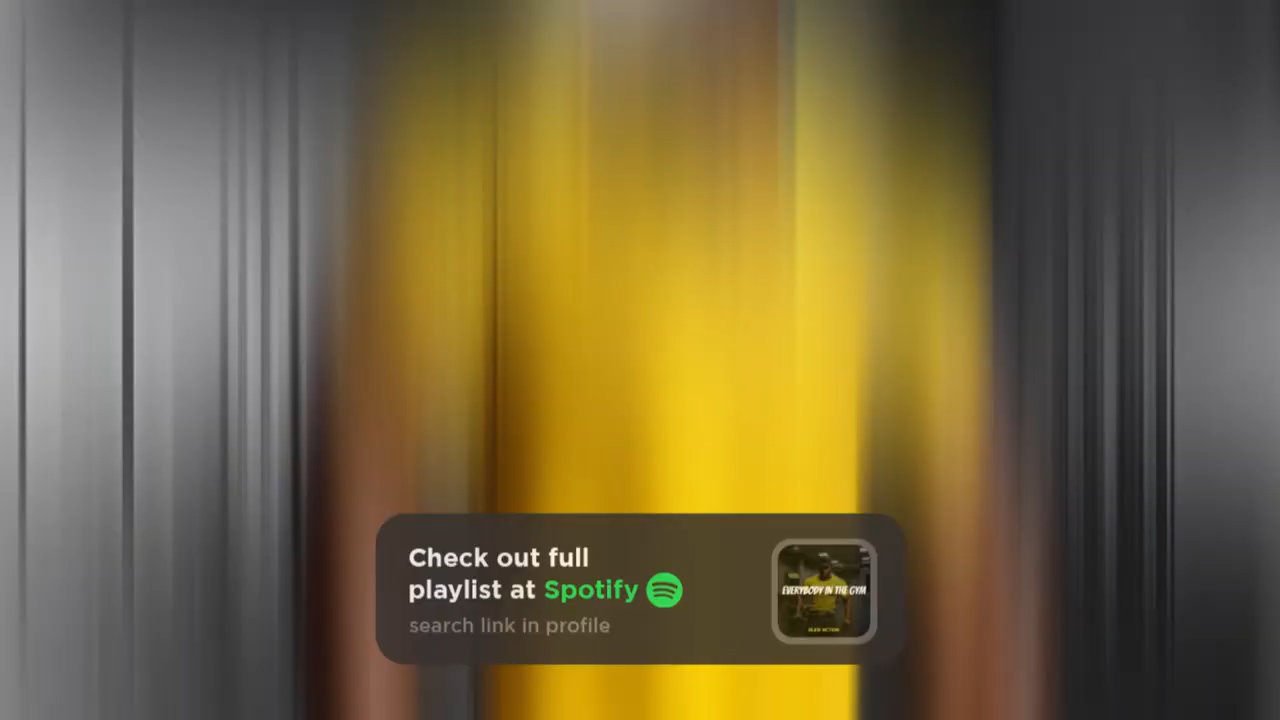 Check out full
playlist at Spotify
search link in profile
EVERYBODY IN THE GYM